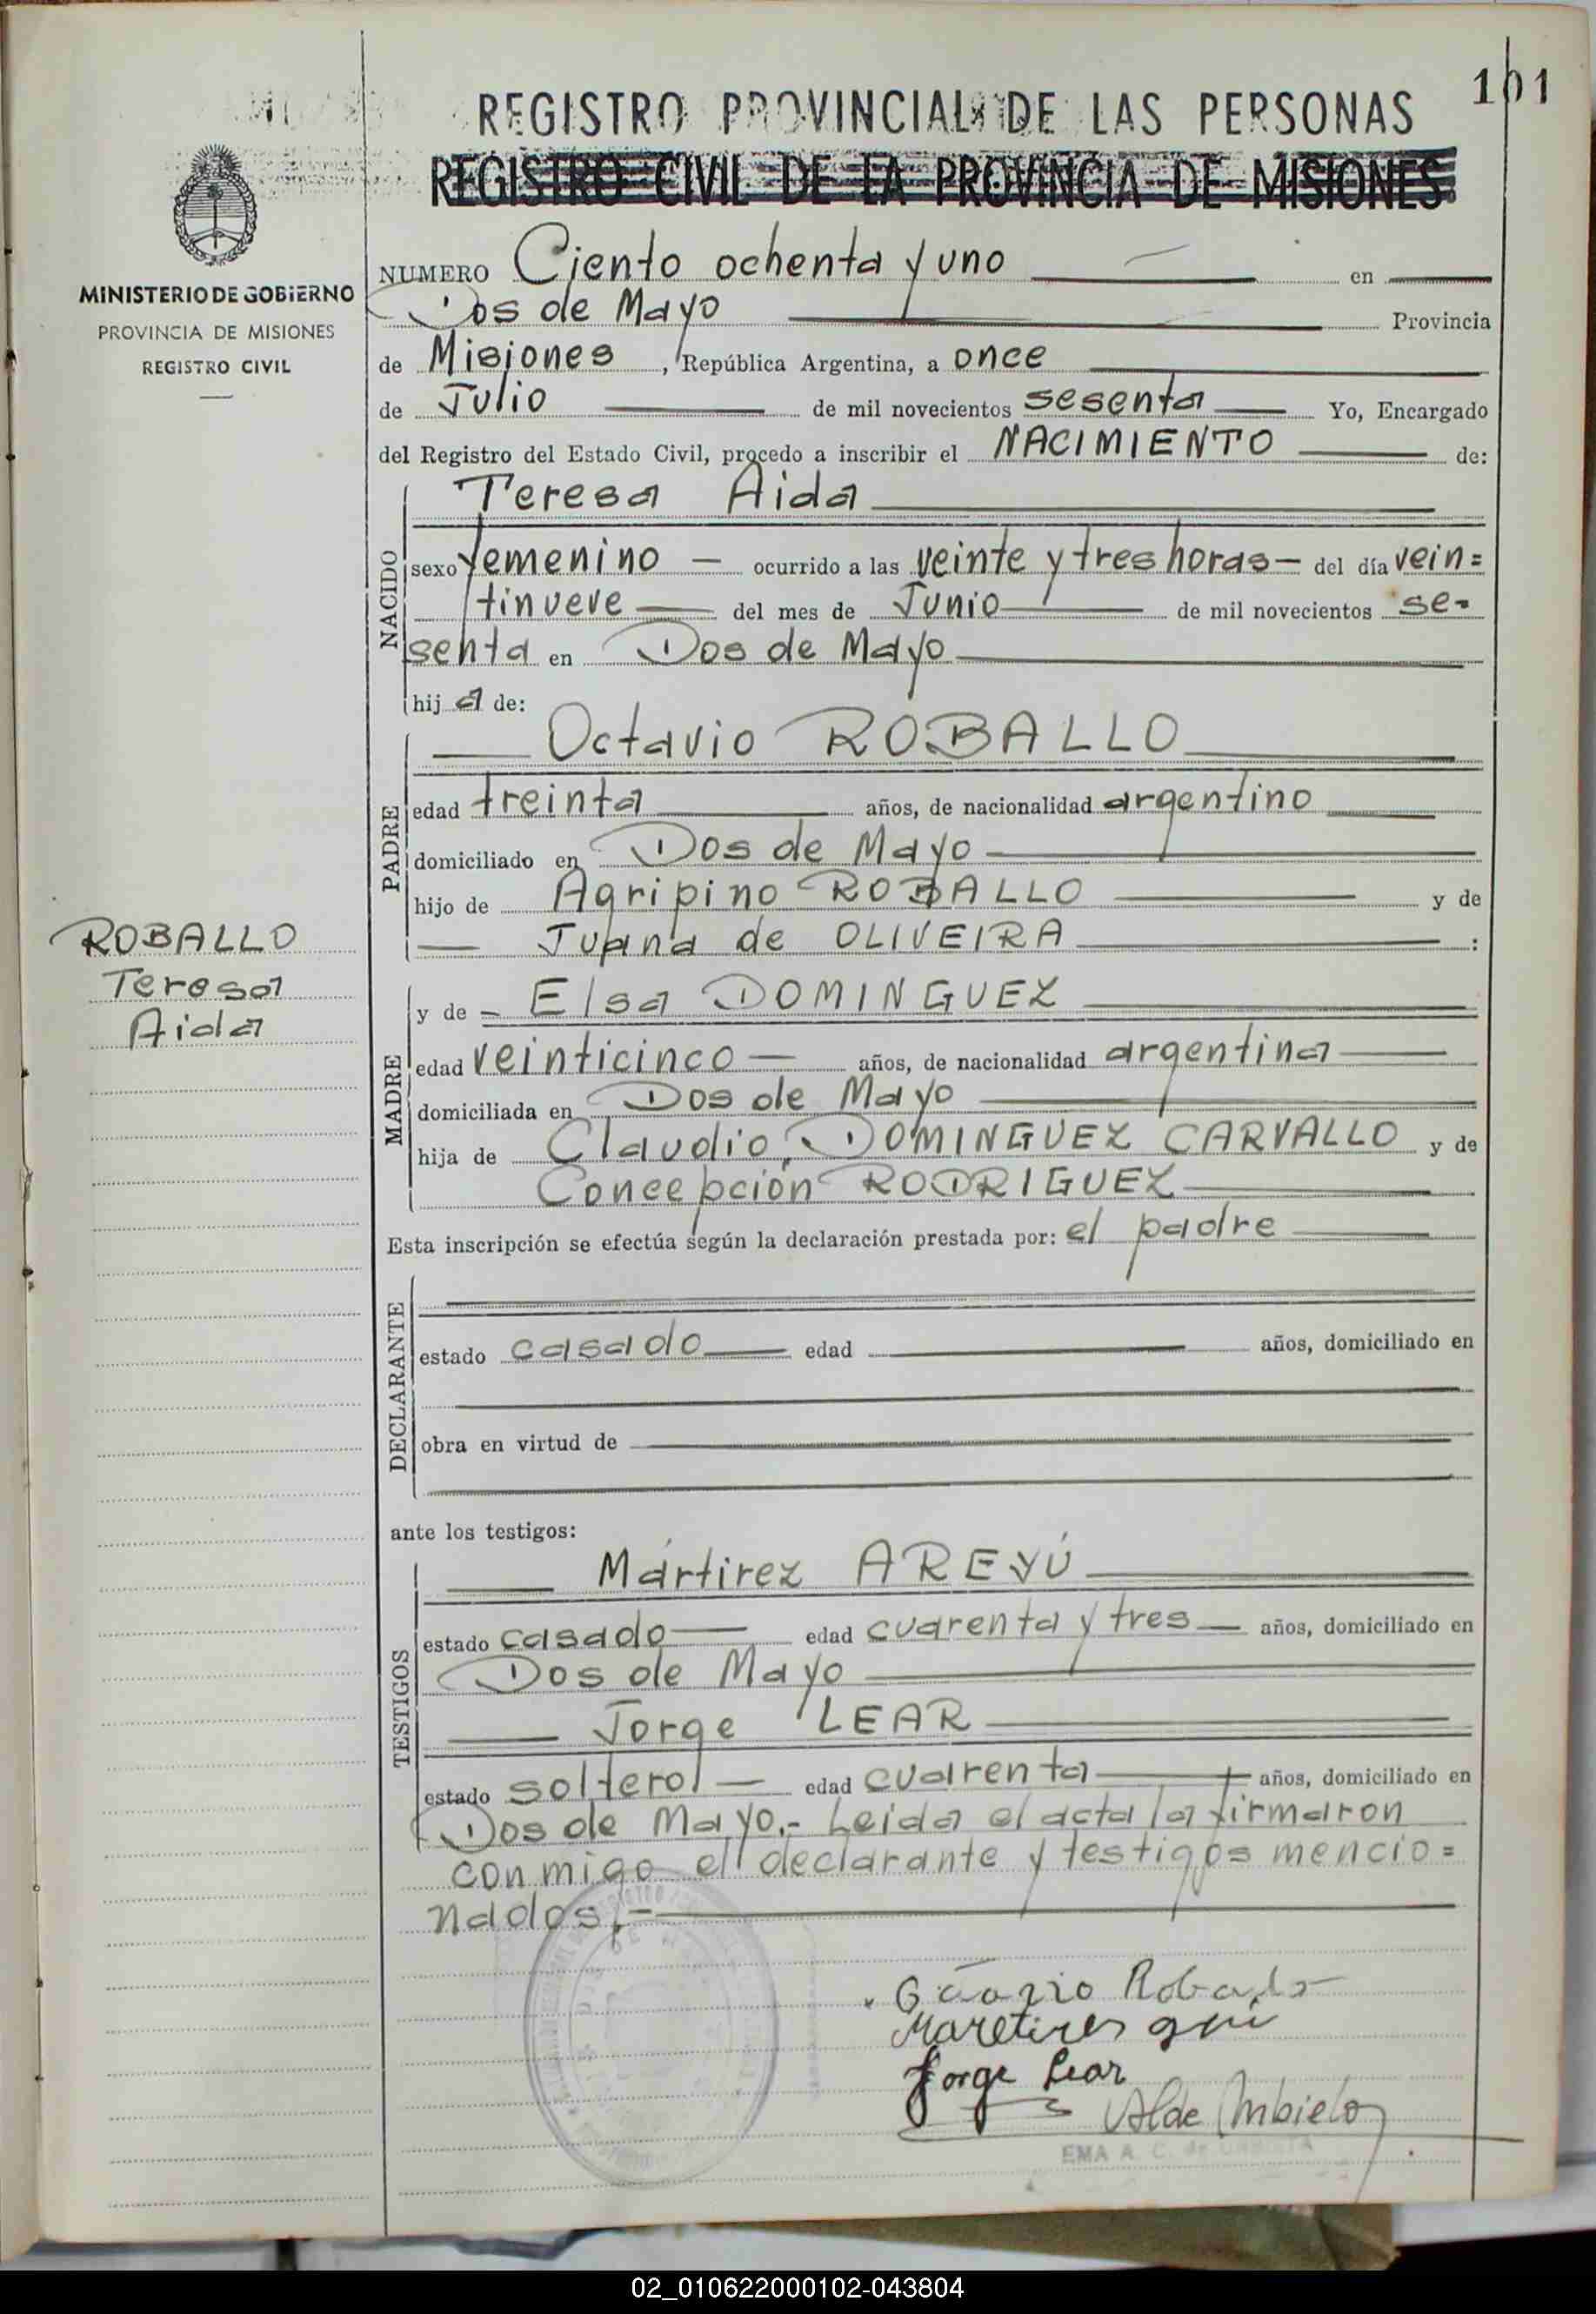 101
REGISTRO PROVINCIAL DE LAS PERSONAS
REGISTRO CIVIL DE LA PROVINCIA DE MISIONES
MINISTERIO DE GOBIERNO
PROVINCIA DE MISIONES
REGISTRO CIVIL
NUMERO Ciento ochenta y uno en
Dos de Mayo Provincia
de Misiones, República Argentina, a once
de Julio de mil novecientos sesenta Yo, Encargado
del Registro del Estado Civil, procedo a inscribir el NACIMIENTO de:
NACIDO
Teresa Aida
sexo femenino — ocurrido a las veinte y tres horas — del día vein=
tinueve del mes de Junio de mil novecientos se-
senta en Dos de Mayo
hija de:
PADRE
Octavio ROBALLO
edad treinta años, de nacionalidad argentino
domiciliado en Dos de Mayo
hijo de Agripino ROBALLO y de
Juana de OLIVEIRA :
ROBALLO
Teresa
Aida
MADRE
y de Elsa DOMINGUEZ
edad veinticinco — años, de nacionalidad argentina
domiciliada en Dos de Mayo
hija de Claudio DOMINGUEZ CARVALLO y de
Concepción RODRIGUEZ
Esta inscripción se efectúa según la declaración prestada por: el padre
DECLARANTE
estado casado edad años, domiciliado en
obra en virtud de
ante los testigos:
TESTIGOS
Mártirez AREYÚ
estado casado edad cuarenta y tres — años, domiciliado en
Dos de Mayo
Jorge LEAR
estado soltero — edad cuarenta años, domiciliado en
Dos de Mayo.- Leida el acta la firmaron
conmigo el declarante y testigos mencio=
nados.-
Robado
Maretires
Jorge Lear
Alde
EMA A. C. de
02_010622000102-043804